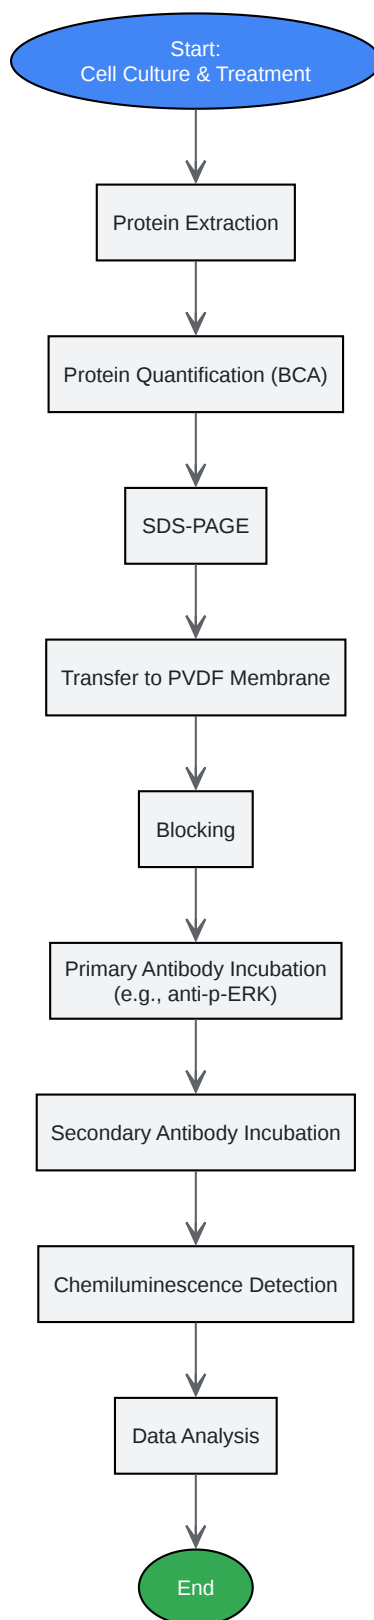 Start:
Cell Culture & Treatment
Protein Extraction
Protein Quantification (BCA)
SDS-PAGE
Transfer to PVDF Membrane
Blocking
Primary Antibody Incubation
(e.g., anti-p-ERK)
Secondary Antibody Incubation
Chemiluminescence Detection
Data Analysis
End